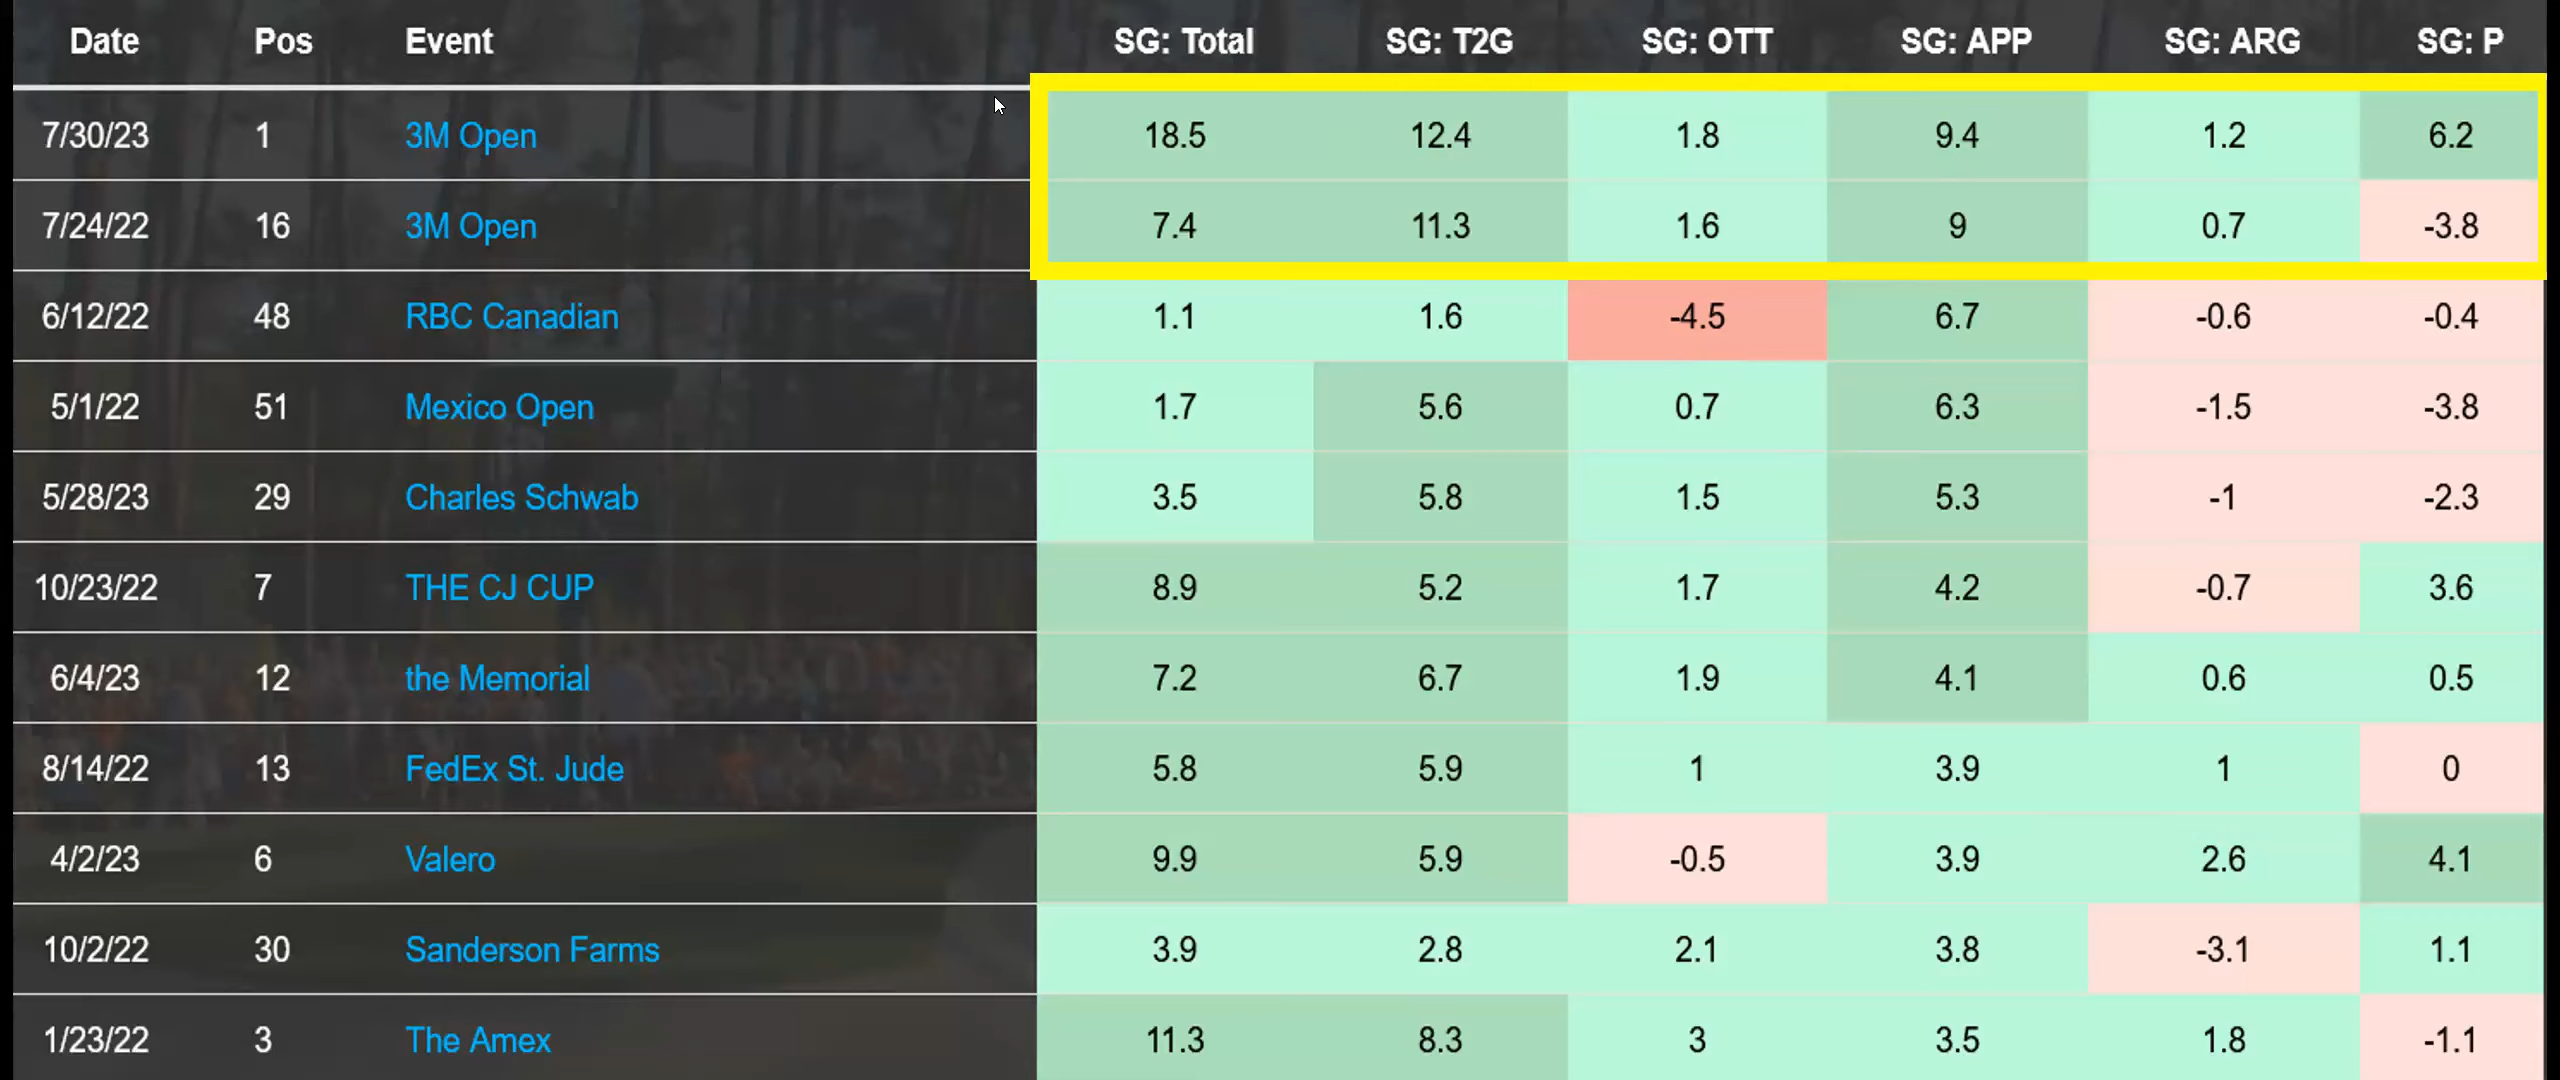 Date Pos Event SG: Total SG: T2G SG: OTT SG: APP SG: ARG SG: P
7/30/23 1 3M Open 18.5 12.4 1.8 9.4 1.2 6.2
7/24/22 16 3M Open 7.4 11.3 1.6 9 0.7 -3.8
6/12/22 48 RBC Canadian 1.1 1.6 -4.5 6.7 -0.6 -0.4
5/1/22 51 Mexico Open 1.7 5.6 0.7 6.3 -1.5 -3.8
5/28/23 29 Charles Schwab 3.5 5.8 1.5 5.3 -1 -2.3
10/23/22 7 THE CJ CUP 8.9 5.2 1.7 4.2 -0.7 3.6
6/4/23 12 the Memorial 7.2 6.7 1.9 4.1 0.6 0.5
8/14/22 13 FedEx St. Jude 5.8 5.9 1 3.9 1 0
4/2/23 6 Valero 9.9 5.9 -0.5 3.9 2.6 4.1
10/2/22 30 Sanderson Farms 3.9 2.8 2.1 3.8 -3.1 1.1
1/23/22 3 The Amex 11.3 8.3 3 3.5 1.8 -1.1